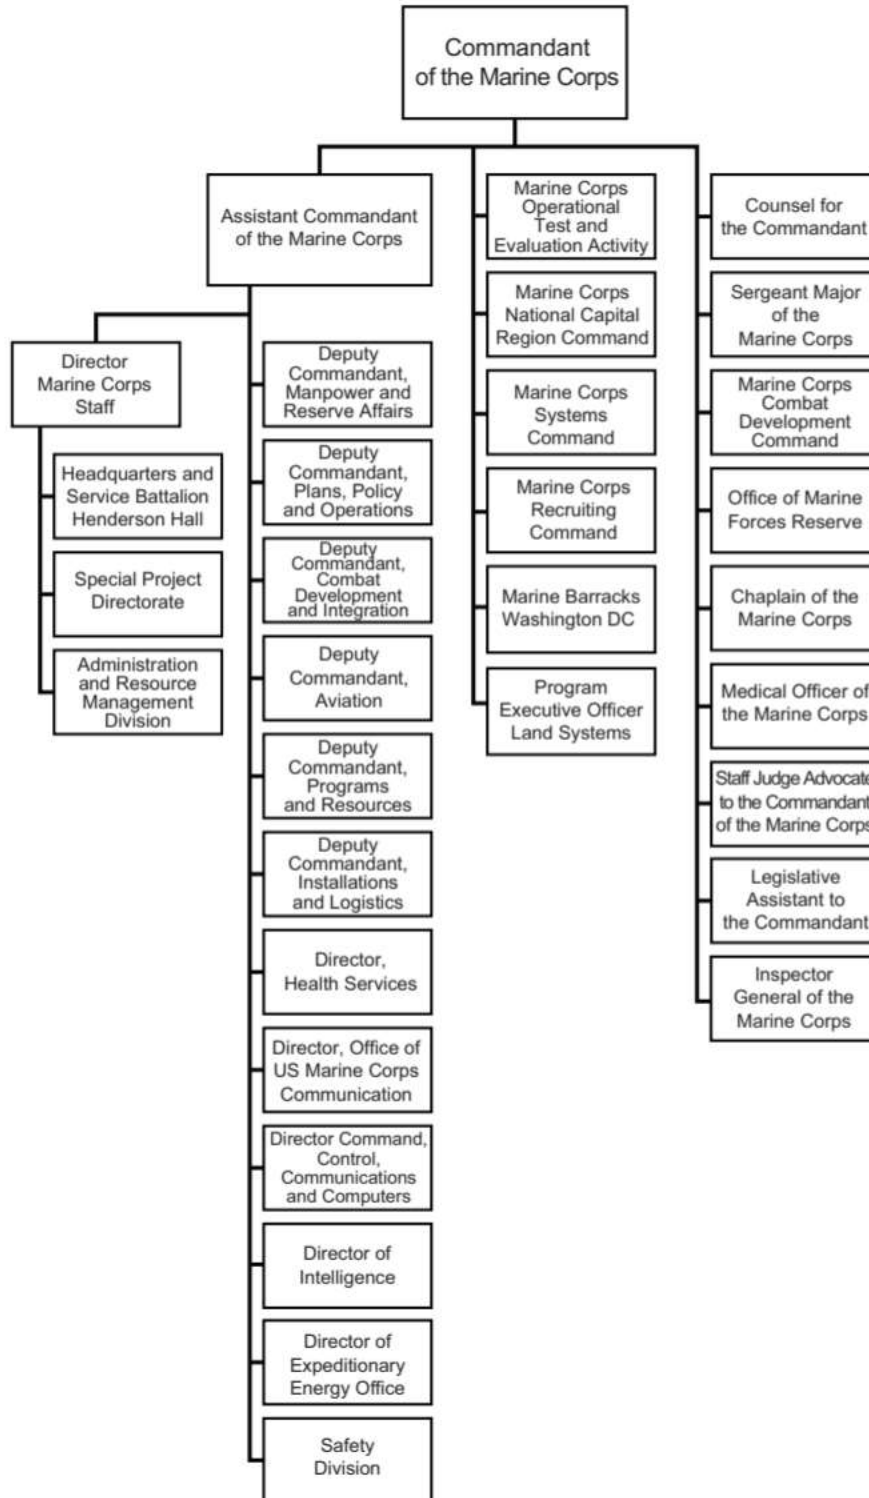 Commandant
of the Marine Corps
Assistant Commandant
of the Marine Corps
Director
Marine Corps
Staff
Headquarters and
Service Battalion
Henderson Hall
Special Project
Directorate
Administration
and Resource
Management
Division
Deputy
Commandant,
Manpower and
Reserve Affairs
Deputy
Commandant,
Plans, Policy
and Operations
Deputy
Commandant,
Combat
Development
and Integration
Deputy
Commandant,
Aviation
Deputy
Commandant,
Programs
and Resources
Deputy
Commandant,
Installations
and Logistics
Director,
Health Services
Director, Office of
US Marine Corps
Communication
Director Command,
Control,
Communications
and Computers
Director of
Intelligence
Director of
Expeditionary
Energy Office
Safety
Division
Marine Corps
Operational
Test and
Evaluation Activity
Marine Corps
National Capital
Region Command
Marine Corps
Systems
Command
Marine Corps
Recruiting
Command
Marine Barracks
Washington DC
Program
Executive Officer
Land Systems
Counsel for
the Commandant
Sergeant Major
of the
Marine Corps
Marine Corps
Combat
Development
Command
Office of Marine
Forces Reserve
Chaplain of the
Marine Corps
Medical Officer of
the Marine Corps
Staff Judge Advocate
to the Commandant
of the Marine Corps
Legislative
Assistant to
the Commandant
Inspector
General of the
Marine Corps